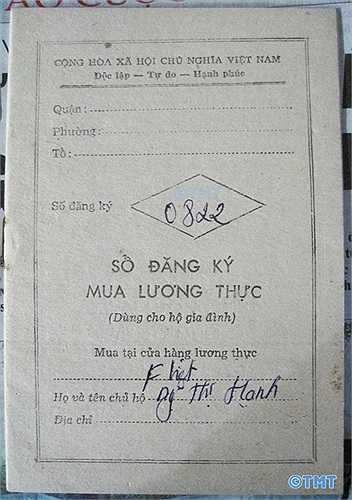 CỘNG HÒA XÃ HỘI CHỦ NGHĨA VIỆT NAM
Độc lập — Tự do — Hạnh phúc
Quận:
Phường:
Tổ:
Số đăng ký
0822
SỔ ĐĂNG KÝ
MUA LƯƠNG THỰC
(Dùng cho hộ gia đình)
Mua tại cửa hàng lương thực
Họ và tên chủ hộ Thị Hạnh
Địa chỉ
©TMT